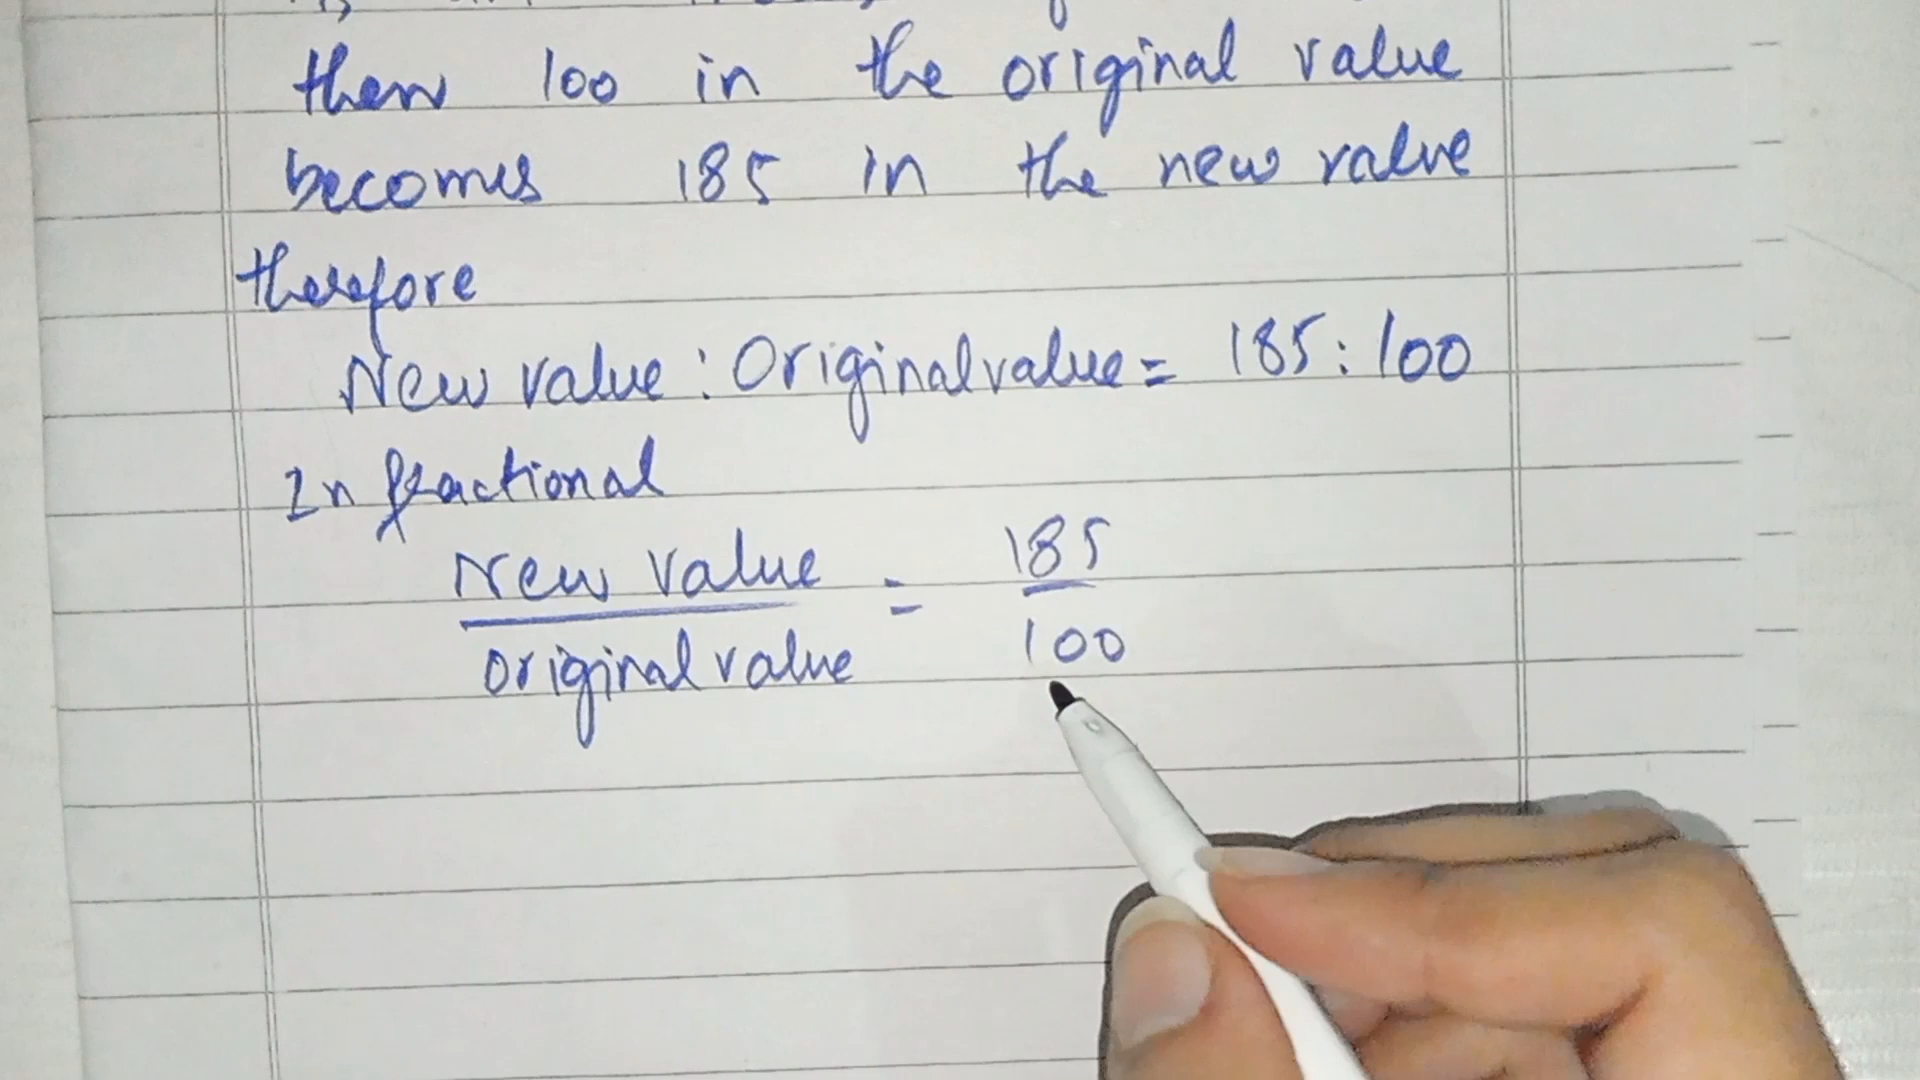 then 100 in the original value
becomes 185 in the new value
therefore
New value : Original value = 185 : 100
In fractional
New value = 185
original value 100